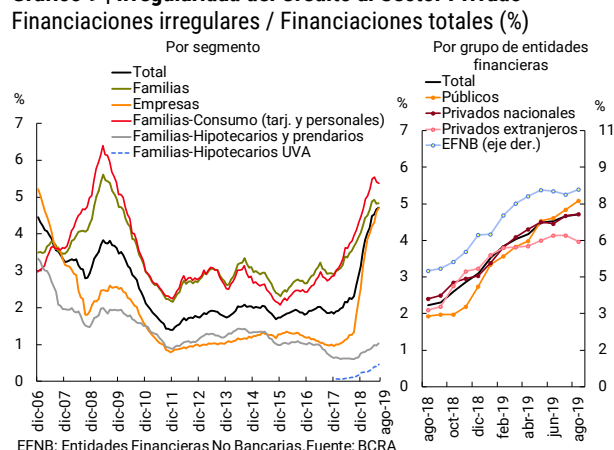 Financiaciones irregulares / Financiaciones totales (%)
Por segmento
%
Total
Familias
Empresas
Familias-Consumo (tarj. y personales)
Familias-Hipotecarios y prendarios
Familias-Hipotecarios UVA
7
6
5
4
3
2
1
0
dic-06
dic-07
dic-08
dic-09
dic-10
dic-11
dic-12
dic-13
dic-14
dic-15
dic-16
dic-17
dic-18
ago-19
Por grupo de entidades
financieras
%
%
Total
Públicos
Privados nacionales
Privados extranjeros
EFNB (eje der.)
7
6
5
4
3
2
1
0
11
9
8
6
5
3
2
0
ago-18
oct-18
dic-18
feb-19
abr-19
jun-19
ago-19
EFNB: Entidades Financieras No Bancarias. Fuente: BCRA